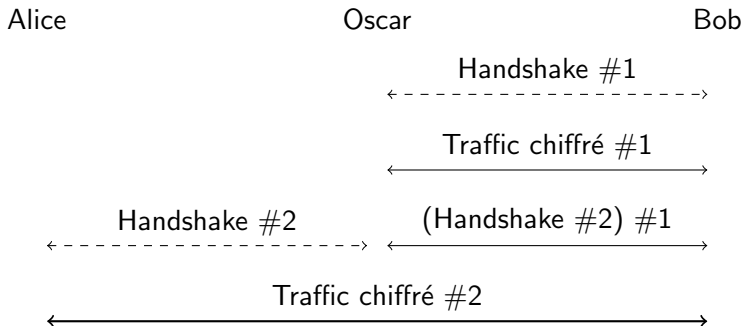 Alice Oscar Bob
Handshake #1
Traffic chiffré #1
Handshake #2 (Handshake #2) #1
Traffic chiffré #2